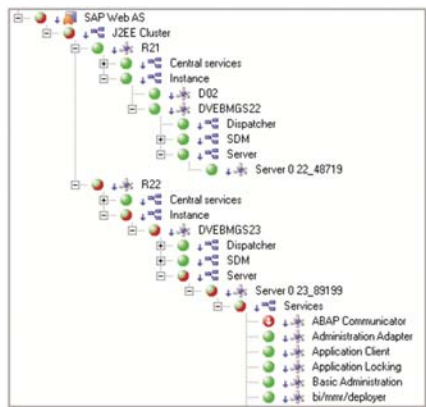 SAP Web AS
J2EE Cluster
R21
Central services
Instance
D02
DVEBMGS22
Dispatcher
SDM
Server
Server 0 22_48719
R22
Central services
Instance
DVEBMGS23
Dispatcher
SDM
Server
Server 0 23_89199
Services
ABAP Communicator
Administration Adapter
Application Client
Application Locking
Basic Administration
bi/mmr/deployer